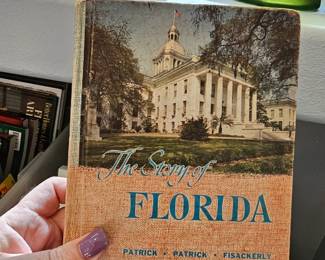 The Story of
FLORIDA
PATRICK • PATRICK • FISACKERLY